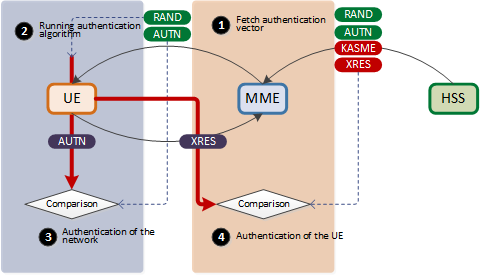 2 Running authentication
algorithm
RAND
AUTN
1 Fetch authentication
vector
RAND
AUTN
KASME
XRES
UE
MME
HSS
AUTN
XRES
Comparison
Comparison
3 Authentication of the
network
4 Authentication of the UE